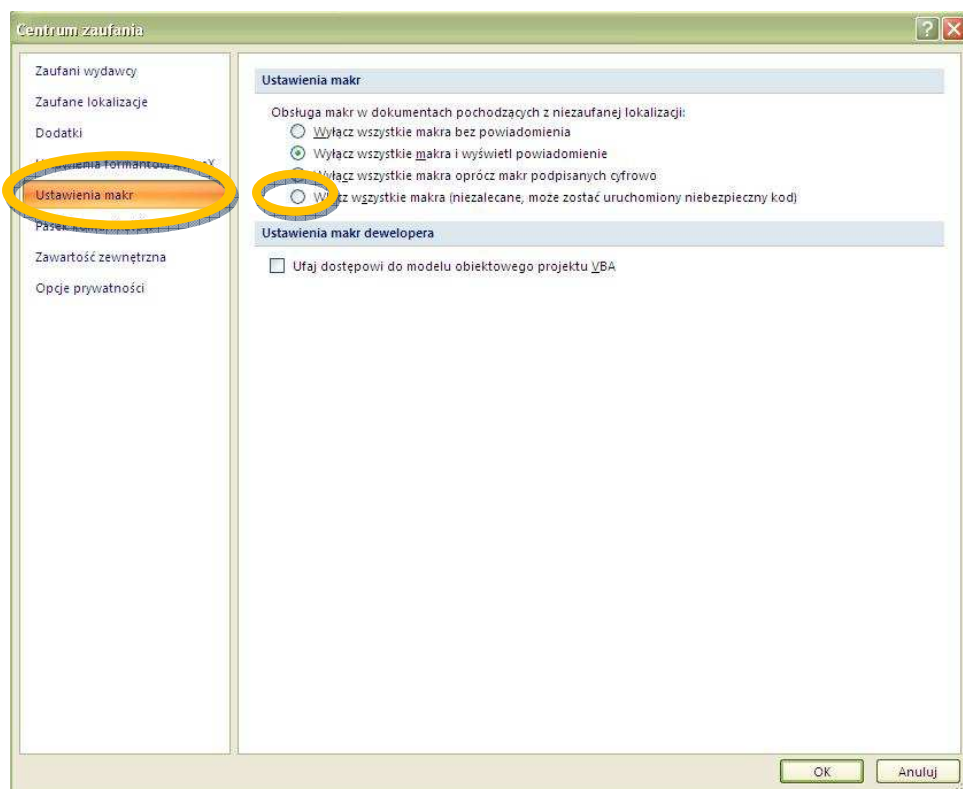 Centrum zaufania
Zaufani wydawcy
Zaufane lokalizacje
Dodatki
formantów
Ustawienia makr
Pasek
Zawartość zewnętrzna
Opcje prywatności
Ustawienia makr
Obsługa makr w dokumentach pochodzących z niezaufanej lokalizacji:
Wyłącz wszystkie makra bez powiadomienia
Wyłącz wszystkie makra i wyświetl powiadomienie
Wyłącz wszystkie makra oprócz makr podpisanych cyfrowo
Włącz wszystkie makra (niezalecane, może zostać uruchomiony niebezpieczny kod)
Ustawienia makr dewelopera
Ufaj dostępowi do modelu obiektowego projektu VBA
OK
Anuluj